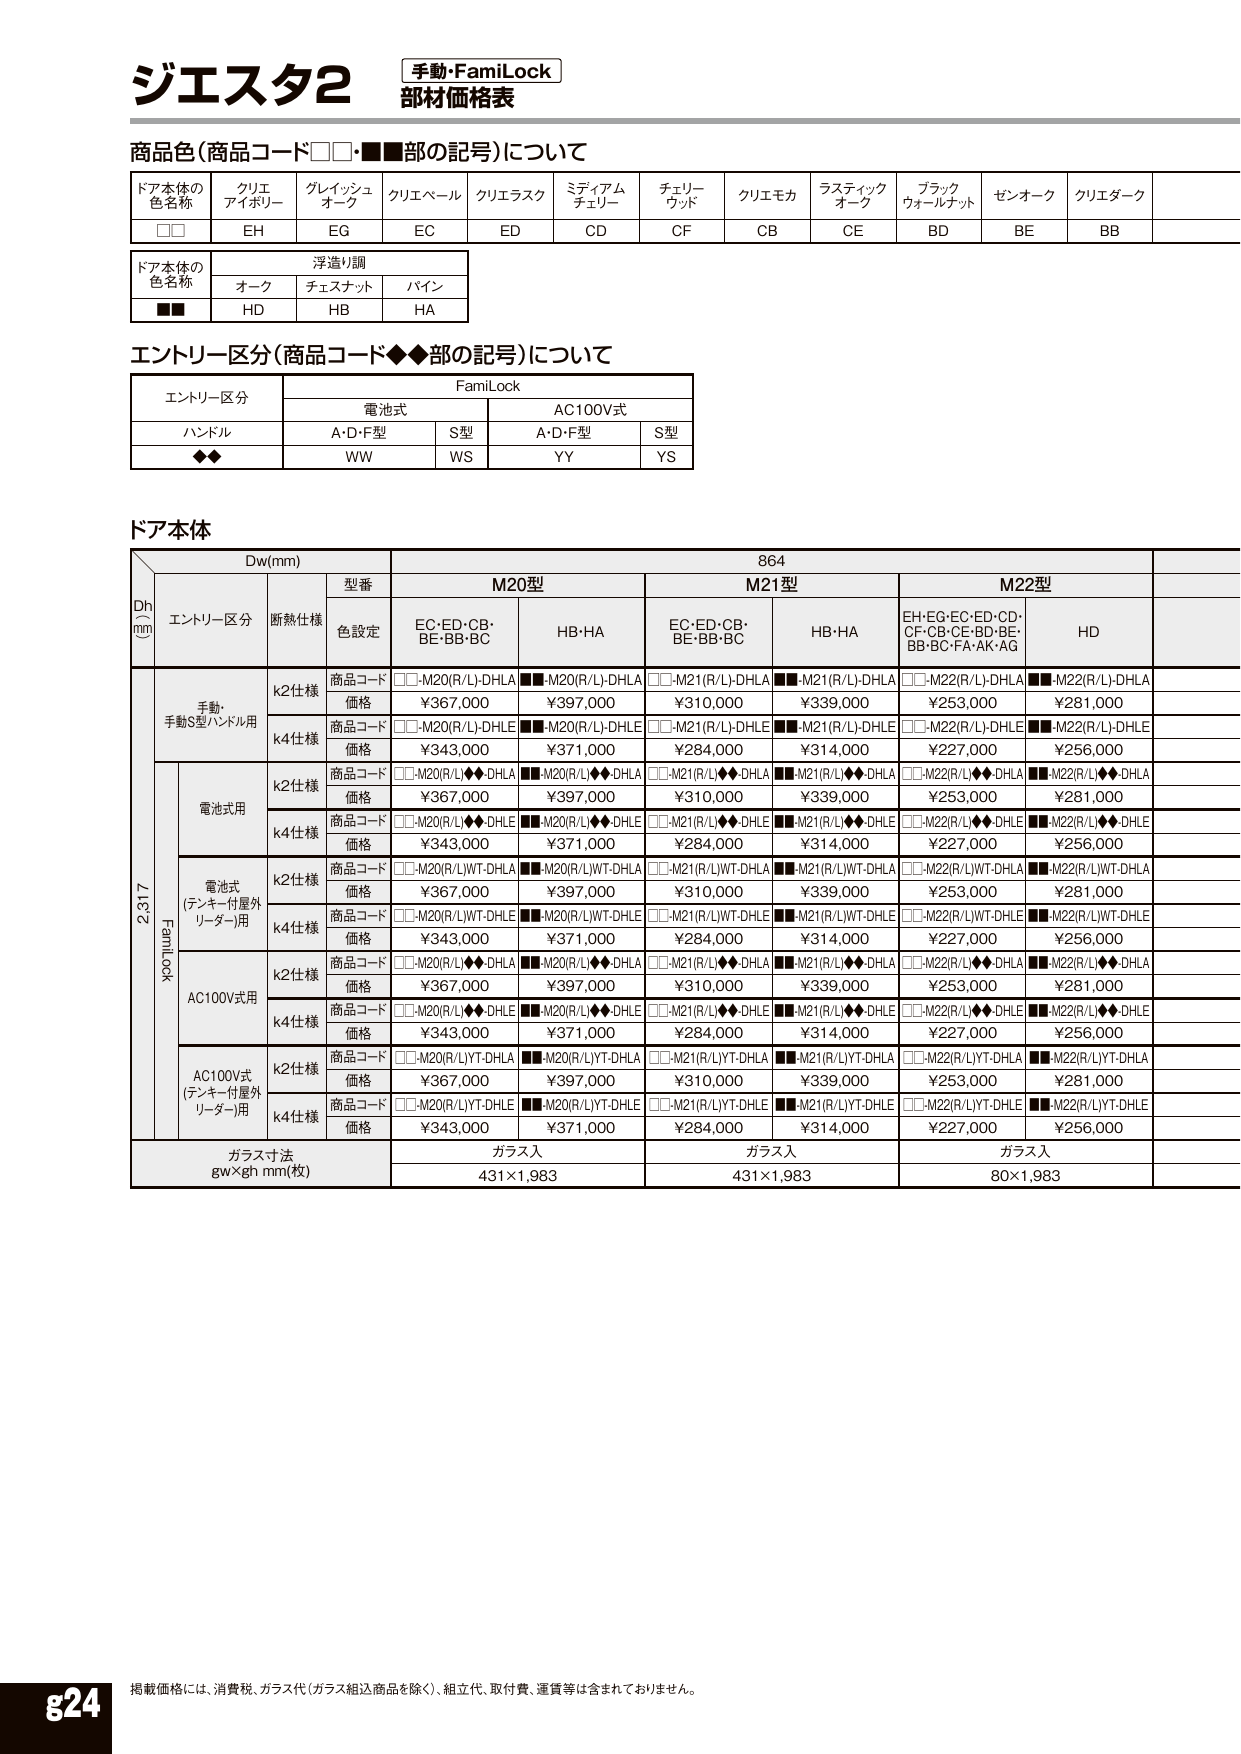 ジエスタ2
手動・FamiLock
部材価格表
商品色(商品コード□□・■■部の記号)について
ドア本体の色名称 クリエアイボリー グレイッシュオーク クリエペール クリエラスク ミディアムチェリー チェリーウッド クリエモカ ラスティックオーク ブラックウォールナット ゼンオーク クリエダーク
□□ EH EG EC ED CD CF CB CE BD BE BB
ドア本体の色名称 浮造り調
オーク チェスナット パイン
■■ HD HB HA
エントリー区分(商品コード◆◆部の記号)について
エントリー区分 FamiLock
電池式 AC100V式
ハンドル A・D・F型 S型 A・D・F型 S型
◆◆ WW WS YY YS
ドア本体
Dw(mm) 864
Dh(mm) エントリー区分 断熱仕様 型番 M20型 M21型 M22型
色設定 EC・ED・CB・BE・BB・BC HB・HA EC・ED・CB・BE・BB・BC HB・HA EH・EG・EC・ED・CD・CF・CB・CE・BD・BE・BB・BC・FA・AK・AG HD
2,317
手動・手動S型ハンドル用 k2仕様 商品コード □□-M20(R/L)-DHLA ■■-M20(R/L)-DHLA □□-M21(R/L)-DHLA ■■-M21(R/L)-DHLA □□-M22(R/L)-DHLA ■■-M22(R/L)-DHLA
価格 ¥367,000 ¥397,000 ¥310,000 ¥339,000 ¥253,000 ¥281,000
k4仕様 商品コード □□-M20(R/L)-DHLE ■■-M20(R/L)-DHLE □□-M21(R/L)-DHLE ■■-M21(R/L)-DHLE □□-M22(R/L)-DHLE ■■-M22(R/L)-DHLE
価格 ¥343,000 ¥371,000 ¥284,000 ¥314,000 ¥227,000 ¥256,000
FamiLock
電池式用 k2仕様 商品コード □□-M20(R/L)◆◆-DHLA ■■-M20(R/L)◆◆-DHLA □□-M21(R/L)◆◆-DHLA ■■-M21(R/L)◆◆-DHLA □□-M22(R/L)◆◆-DHLA ■■-M22(R/L)◆◆-DHLA
価格 ¥367,000 ¥397,000 ¥310,000 ¥339,000 ¥253,000 ¥281,000
k4仕様 商品コード □□-M20(R/L)◆◆-DHLE ■■-M20(R/L)◆◆-DHLE □□-M21(R/L)◆◆-DHLE ■■-M21(R/L)◆◆-DHLE □□-M22(R/L)◆◆-DHLE ■■-M22(R/L)◆◆-DHLE
価格 ¥343,000 ¥371,000 ¥284,000 ¥314,000 ¥227,000 ¥256,000
電池式(テンキー付屋外リーダー)用 k2仕様 商品コード □□-M20(R/L)WT-DHLA ■■-M20(R/L)WT-DHLA □□-M21(R/L)WT-DHLA ■■-M21(R/L)WT-DHLA □□-M22(R/L)WT-DHLA ■■-M22(R/L)WT-DHLA
価格 ¥367,000 ¥397,000 ¥310,000 ¥339,000 ¥253,000 ¥281,000
k4仕様 商品コード □□-M20(R/L)WT-DHLE ■■-M20(R/L)WT-DHLE □□-M21(R/L)WT-DHLE ■■-M21(R/L)WT-DHLE □□-M22(R/L)WT-DHLE ■■-M22(R/L)WT-DHLE
価格 ¥343,000 ¥371,000 ¥284,000 ¥314,000 ¥227,000 ¥256,000
AC100V式用 k2仕様 商品コード □□-M20(R/L)◆◆-DHLA ■■-M20(R/L)◆◆-DHLA □□-M21(R/L)◆◆-DHLA ■■-M21(R/L)◆◆-DHLA □□-M22(R/L)◆◆-DHLA ■■-M22(R/L)◆◆-DHLA
価格 ¥367,000 ¥397,000 ¥310,000 ¥339,000 ¥253,000 ¥281,000
k4仕様 商品コード □□-M20(R/L)◆◆-DHLE ■■-M20(R/L)◆◆-DHLE □□-M21(R/L)◆◆-DHLE ■■-M21(R/L)◆◆-DHLE □□-M22(R/L)◆◆-DHLE ■■-M22(R/L)◆◆-DHLE
価格 ¥343,000 ¥371,000 ¥284,000 ¥314,000 ¥227,000 ¥256,000
AC100V式(テンキー付屋外リーダー)用 k2仕様 商品コード □□-M20(R/L)YT-DHLA ■■-M20(R/L)YT-DHLA □□-M21(R/L)YT-DHLA ■■-M21(R/L)YT-DHLA □□-M22(R/L)YT-DHLA ■■-M22(R/L)YT-DHLA
価格 ¥367,000 ¥397,000 ¥310,000 ¥339,000 ¥253,000 ¥281,000
k4仕様 商品コード □□-M20(R/L)YT-DHLE ■■-M20(R/L)YT-DHLE □□-M21(R/L)YT-DHLE ■■-M21(R/L)YT-DHLE □□-M22(R/L)YT-DHLE ■■-M22(R/L)YT-DHLE
価格 ¥343,000 ¥371,000 ¥284,000 ¥314,000 ¥227,000 ¥256,000
ガラス寸法 gw×gh mm(枚) ガラス入 ガラス入 ガラス入
431×1,983 431×1,983 80×1,983
掲載価格には、消費税、ガラス代(ガラス組込商品を除く)、組立代、取付費、運賃等は含まれておりません。
g24